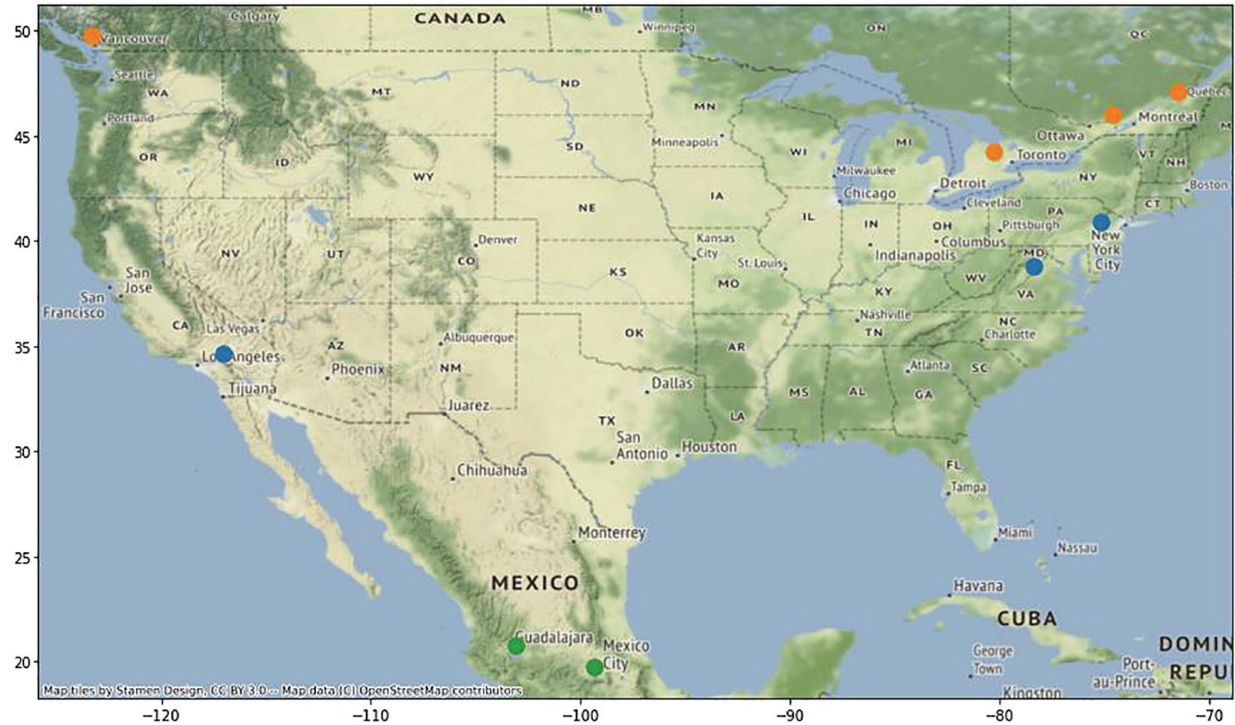 50
45
40
35
30
25
20
Calgary
CANADA
MB
Winnipeg
ON
QC
Vancouver
Seattle
WA
MT
ND
MN
Québec
Portland
Montréal
Ottawa
OR
ID
SD
Minneapolis
WI
MI
Toronto
VT
NH
M
WY
Milwaukee
Chicago
Detroit
NY
Boston
NE
IA
Cleveland
CT
IL
IN
OH
PA
Pittsburgh
Columbus
Indianapolis
New
York
City
NV
UT
Denver
CO
Kansas
City
St. Louis
MD
KS
MO
WV
VA
KY
San
Jose
San
Francisco
CA
Las Vegas
Nashville
TN
NC
Charlotte
Los Angeles
AZ
Albuquerque
OK
AR
Phoenix
NM
Atlanta
SC
Tijuana
Dallas
MS
AL
GA
Juarez
TX
LA
San
Antonio
Houston
Chihuahua
FL
Tampa
Monterrey
Miami
Nassau
MEXICO
Havana
CUBA
Guadalajara
Mexico
City
George
Town
Port-
au-Prince
DOMIN
REPU
Kingston
Map tiles by Stamen Design, CC BY 3.0 -- Map data (C) OpenStreetMap contributors
−120
−110
−100
−90
−80
−70